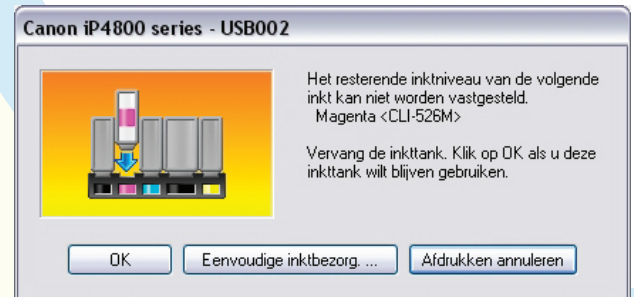 Canon iP4800 series - USB002
Het resterende inktniveau van de volgende
inkt kan niet worden vastgesteld.
Magenta <CLI-526M>
Vervang de inkttank. Klik op OK als u deze
inkttank wilt blijven gebruiken.
OK
Eenvoudige inktbezorg. ...
Afdrukken annuleren